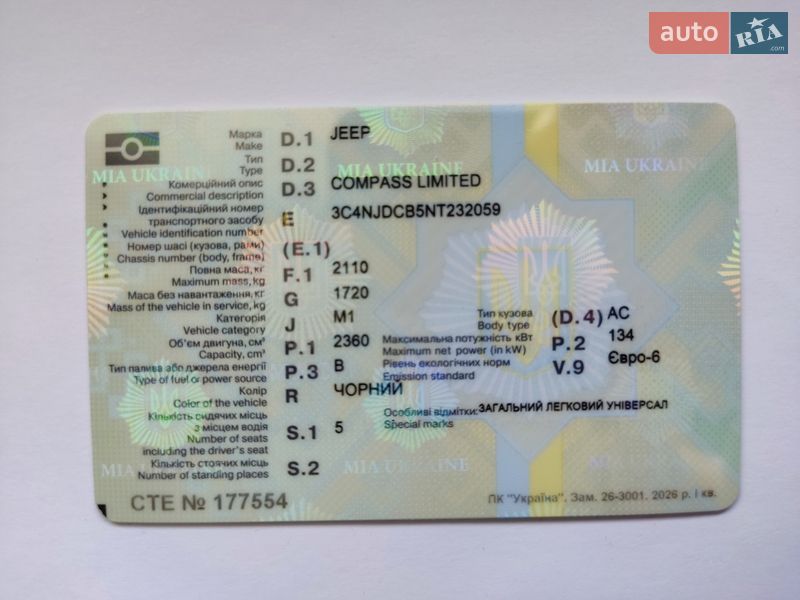 auto RIA .com
Марка D.1 JEEP
Make
MIA UKRAINE MIA UKRAINE MIA UKRAINE
Тип D.2
Type
Комерційний опис D.3 COMPASS LIMITED
Commercial description
Ідентифікаційний номер
транспортного засобу E 3C4NJDCB5NT232059
Vehicle identification number
Номер шасі (кузова, рами) (E.1)
Chassis number (body, frame)
Повна маса, кг F.1 2110
Maximum mass, kg
Маса без навантаження, кг G 1720
Mass of the vehicle in service, kg
Категорія J M1
Vehicle category
Тип кузова (D.4) AC
Body type
Об'єм двигуна, см³ P.1 2360
Capacity, cm³
Максимальна потужність кВт P.2 134
Maximum net power (in kW)
Тип палива або джерела енергії P.3 B
Type of fuel or power source
Рівень екологічних норм V.9 Євро-6
Emission standard
Колір R ЧОРНИЙ
Color of the vehicle
Особливі відмітки: ЗАГАЛЬНИЙ ЛЕГКОВИЙ УНІВЕРСАЛ
Special marks
Кількість сидячих місць
з місцем водія S.1 5
Number of seats
including the driver's seat
Кількість стоячих місць S.2
Number of standing places
MIA UKRAINE
CTE № 177554
ПК "Україна". Зам. 26-3001. 2026 р. I кв.